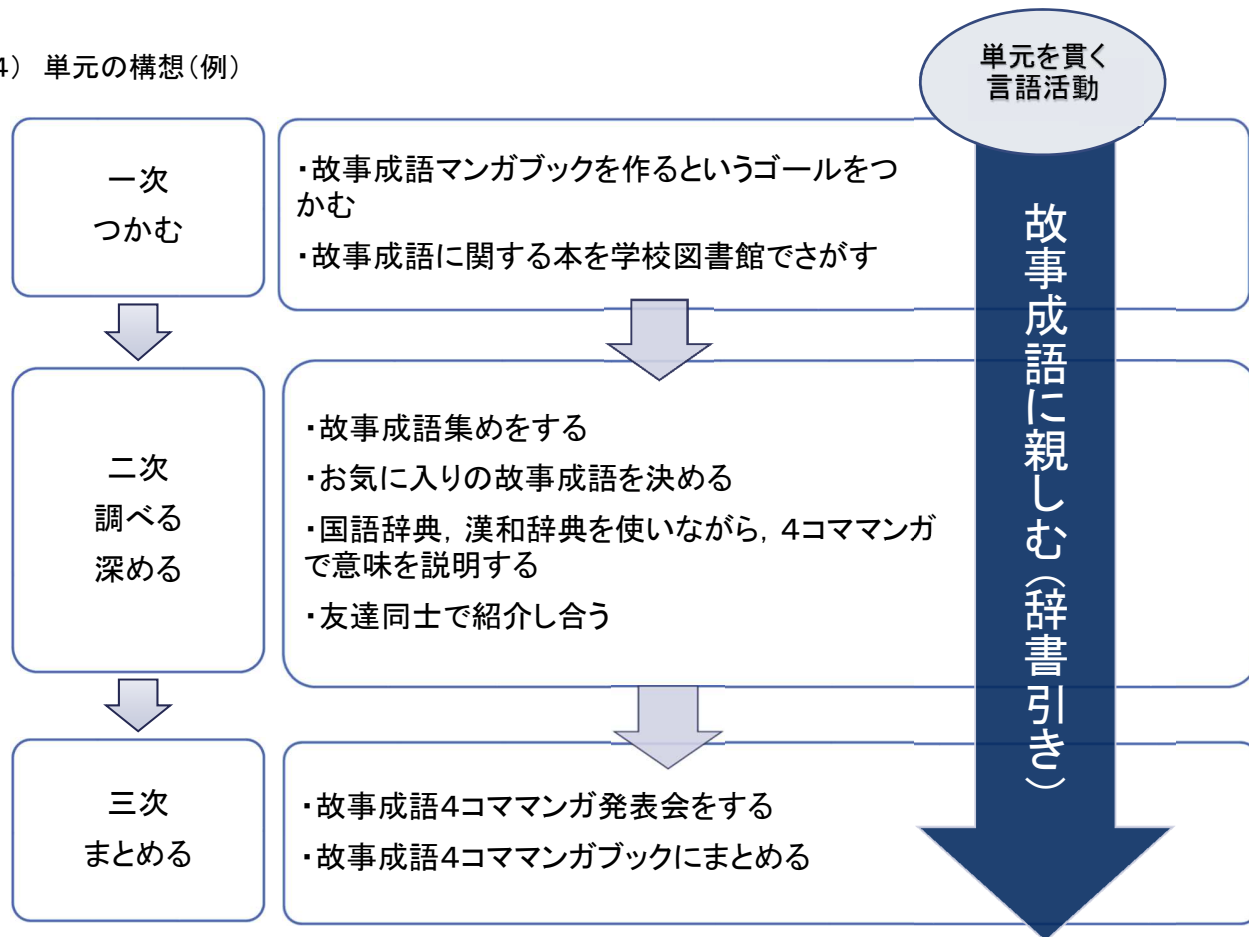 4） 単元の構想（例）
単元を貫く
言語活動
一次
つかむ
・故事成語マンガブックを作るというゴールをつ
かむ
・故事成語に関する本を学校図書館でさがす
二次
調べる
深める
・故事成語集めをする
・お気に入りの故事成語を決める
・国語辞典，漢和辞典を使いながら，4コママンガ
で意味を説明する
・友達同士で紹介し合う
三次
まとめる
・故事成語4コママンガ発表会をする
・故事成語4コママンガブックにまとめる
故事成語に親しむ（辞書引き）